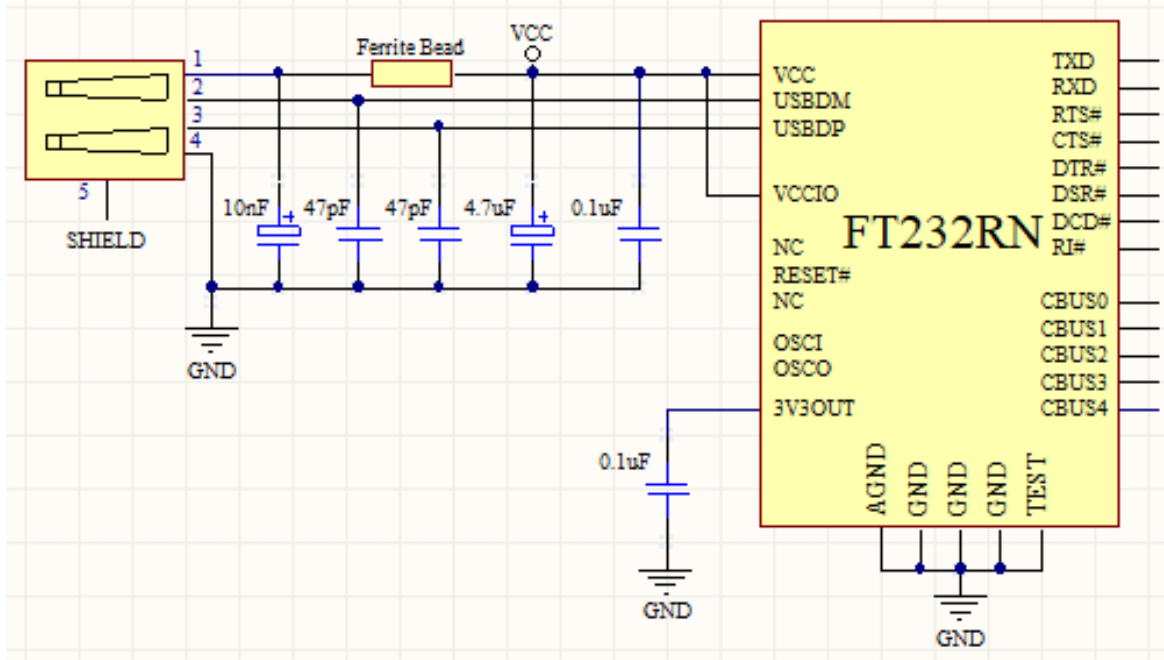 VCC
Ferrite Bead
1
2
3
4
5
SHIELD
10nF
47pF
47pF
4.7uF
0.1uF
+
+
GND
VCC
USBDM
USBDP
VCCIO
NC
RESET#
NC
OSCI
OSCO
3V3OUT
FT232RN
TXD
RXD
RTS#
CTS#
DTR#
DSR#
DCD#
RI#
CBUS0
CBUS1
CBUS2
CBUS3
CBUS4
AGND
GND
GND
GND
TEST
0.1uF
GND
GND